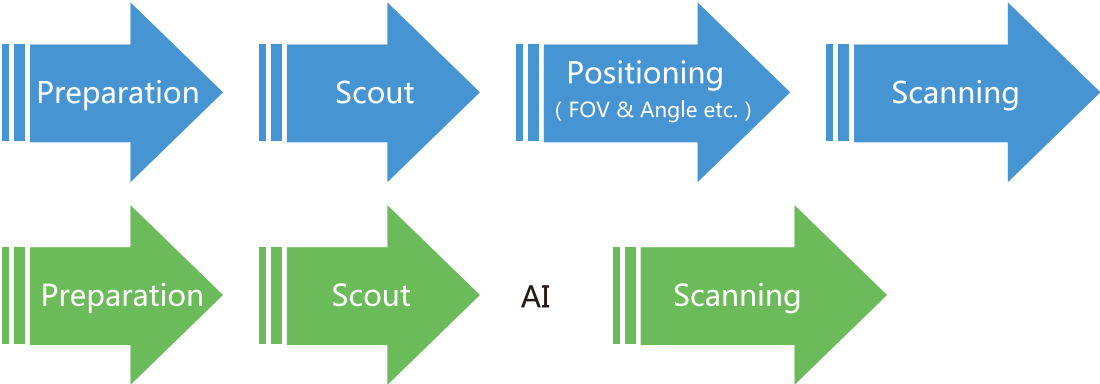 Preparation
Scout
Positioning
( FOV & Angle etc. )
Scanning
Preparation
Scout
AI
Scanning